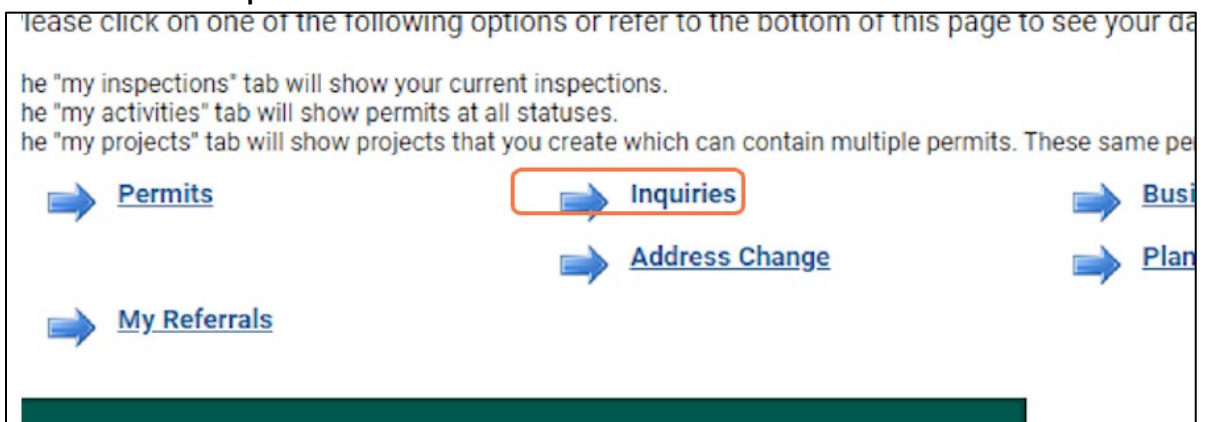 lease click on one of the following options or refer to the bottom of this page to see your da
he "my inspections" tab will show your current inspections.
he "my activities" tab will show permits at all statuses.
he "my projects" tab will show projects that you create which can contain multiple permits. These same pe
Permits Inquiries Busi
Address Change Plan
My Referrals